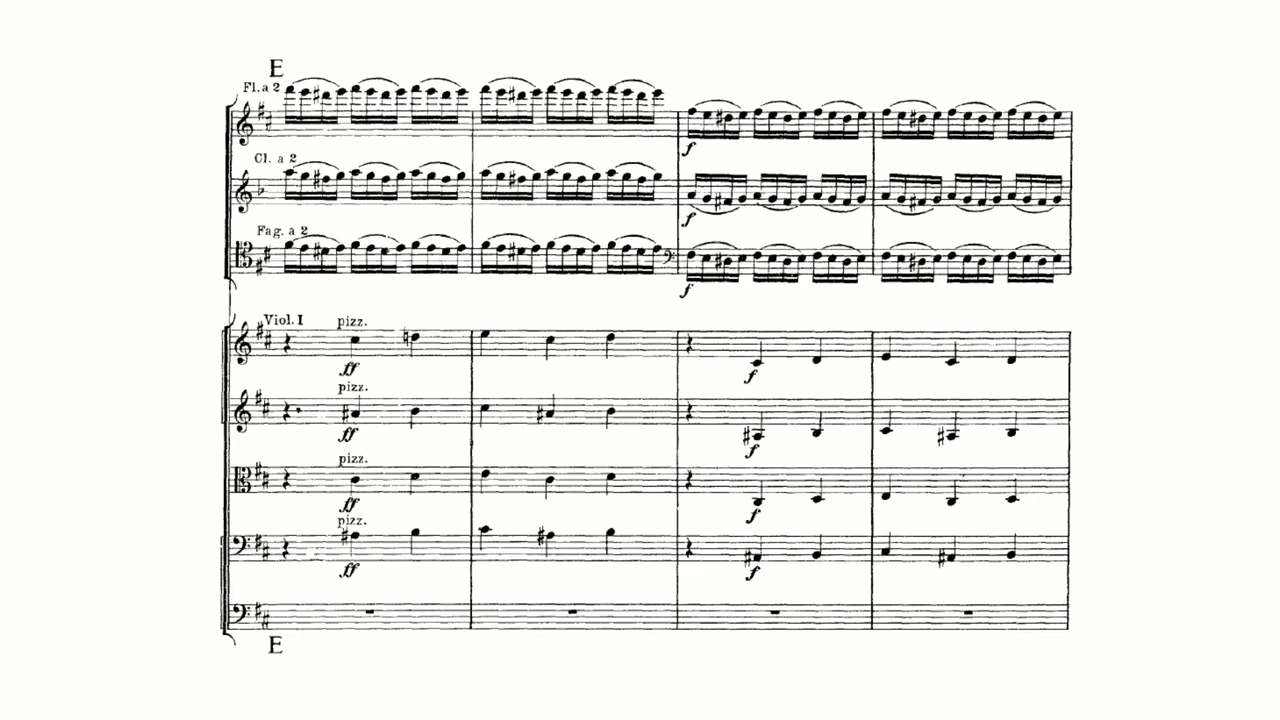 E
Fl. a 2
Cl. a 2
f
f
Fag. a 2
f
Viol. I pizz.
ff
f
pizz.
ff
f
pizz.
ff
f
pizz.
ff
f
E